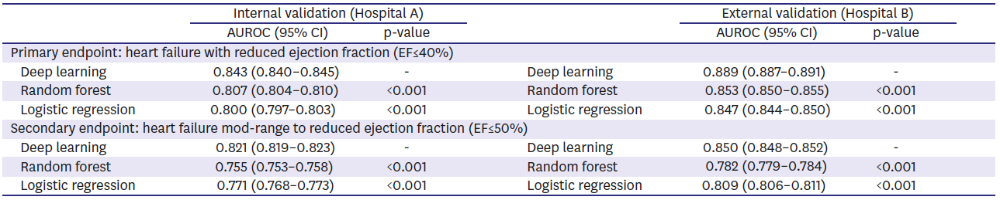 Internal validation (Hospital A) External validation (Hospital B)
AUROC (95% CI) p-value AUROC (95% CI) p-value
Primary endpoint: heart failure with reduced ejection fraction (EF≤40%)
Deep learning 0.843 (0.840–0.845) - Deep learning 0.889 (0.887–0.891) -
Random forest 0.807 (0.804–0.810) <0.001 Random forest 0.853 (0.850–0.855) <0.001
Logistic regression 0.800 (0.797–0.803) <0.001 Logistic regression 0.847 (0.844–0.850) <0.001
Secondary endpoint: heart failure mod-range to reduced ejection fraction (EF≤50%)
Deep learning 0.821 (0.819–0.823) - Deep learning 0.850 (0.848–0.852) -
Random forest 0.755 (0.753–0.758) <0.001 Random forest 0.782 (0.779–0.784) <0.001
Logistic regression 0.771 (0.768–0.773) <0.001 Logistic regression 0.809 (0.806–0.811) <0.001